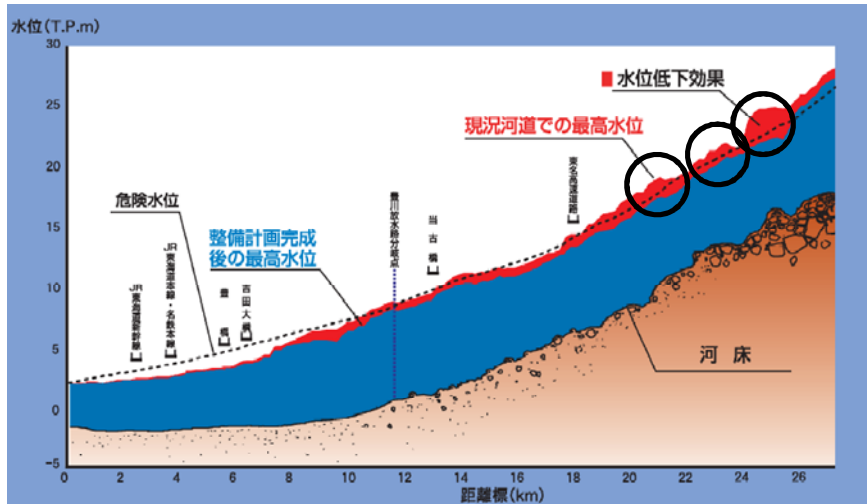 水位(T.P.m)
30
25
20
15
10
5
0
-5
■水位低下効果
現況河道での最高水位
危険水位
整備計画完成
後の最高水位
JR東海道新幹線
JR東海道本線・名鉄本線
豊橋
吉田大橋
豊川放水路分岐点
当古橋
東名高速道路
河床
0 2 4 6 8 10 12 14 16 18 20 22 24 26
距離標(km)